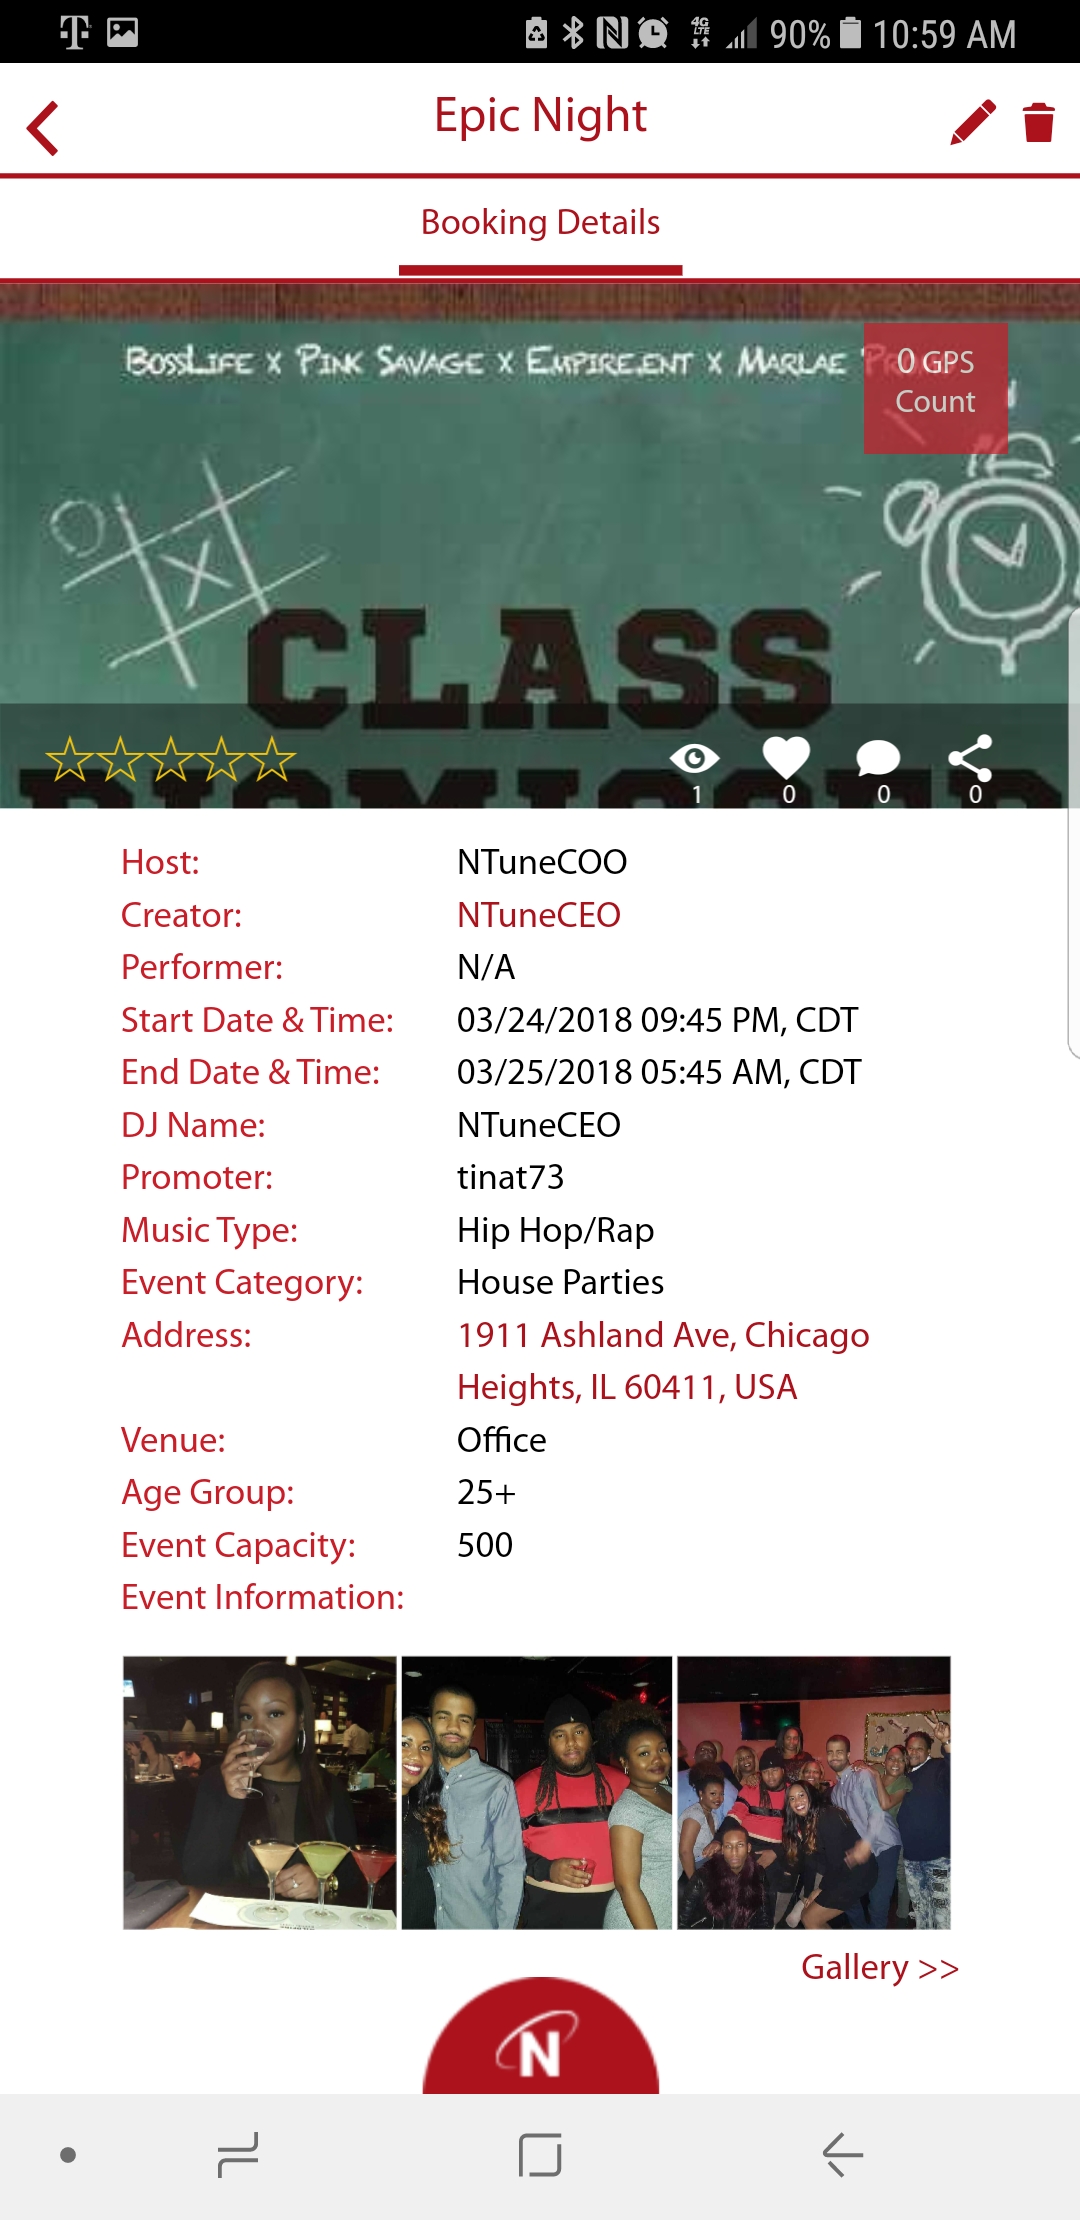 90% 10:59 AM
Epic Night
Booking Details
BossLife x Pink Savage x Empire.ent x Marlae
0 GPS
Count
CLASS
DISMISSED
1 0 0 0
Host: NTuneCOO
Creator: NTuneCEO
Performer: N/A
Start Date & Time: 03/24/2018 09:45 PM, CDT
End Date & Time: 03/25/2018 05:45 AM, CDT
DJ Name: NTuneCEO
Promoter: tinat73
Music Type: Hip Hop/Rap
Event Category: House Parties
Address: 1911 Ashland Ave, Chicago
Heights, IL 60411, USA
Venue: Office
Age Group: 25+
Event Capacity: 500
Event Information:
Gallery >>
N